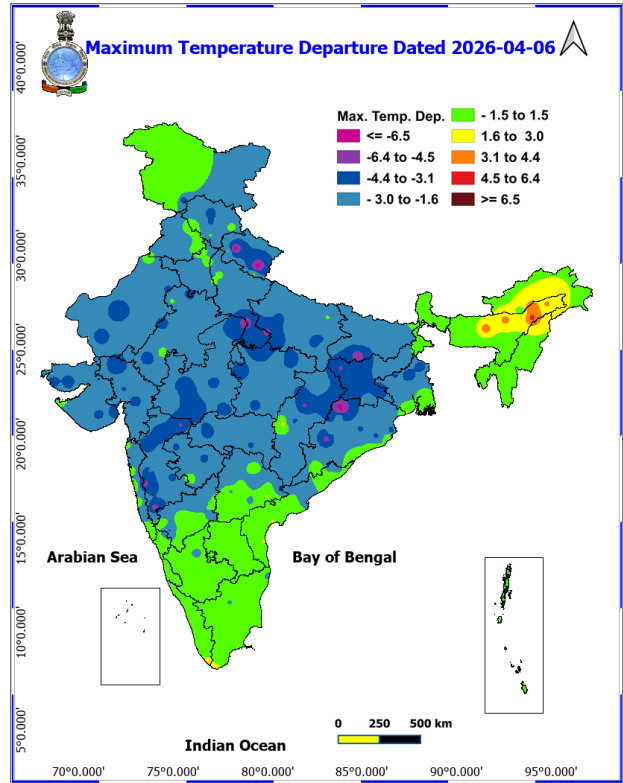 Maximum Temperature Departure Dated 2026-04-06
Max. Temp. Dep.
<= -6.5
-6.4 to -4.5
-4.4 to -3.1
- 3.0 to -1.6
- 1.5 to 1.5
1.6 to 3.0
3.1 to 4.4
4.5 to 6.4
>= 6.5
40°0.000'
35°0.000'
30°0.000'
25°0.000'
20°0.000'
15°0.000'
10°0.000'
5°0.000'
Arabian Sea
Bay of Bengal
Indian Ocean
0 250 500 km
70°0.000' 75°0.000' 80°0.000' 85°0.000' 90°0.000' 95°0.000'